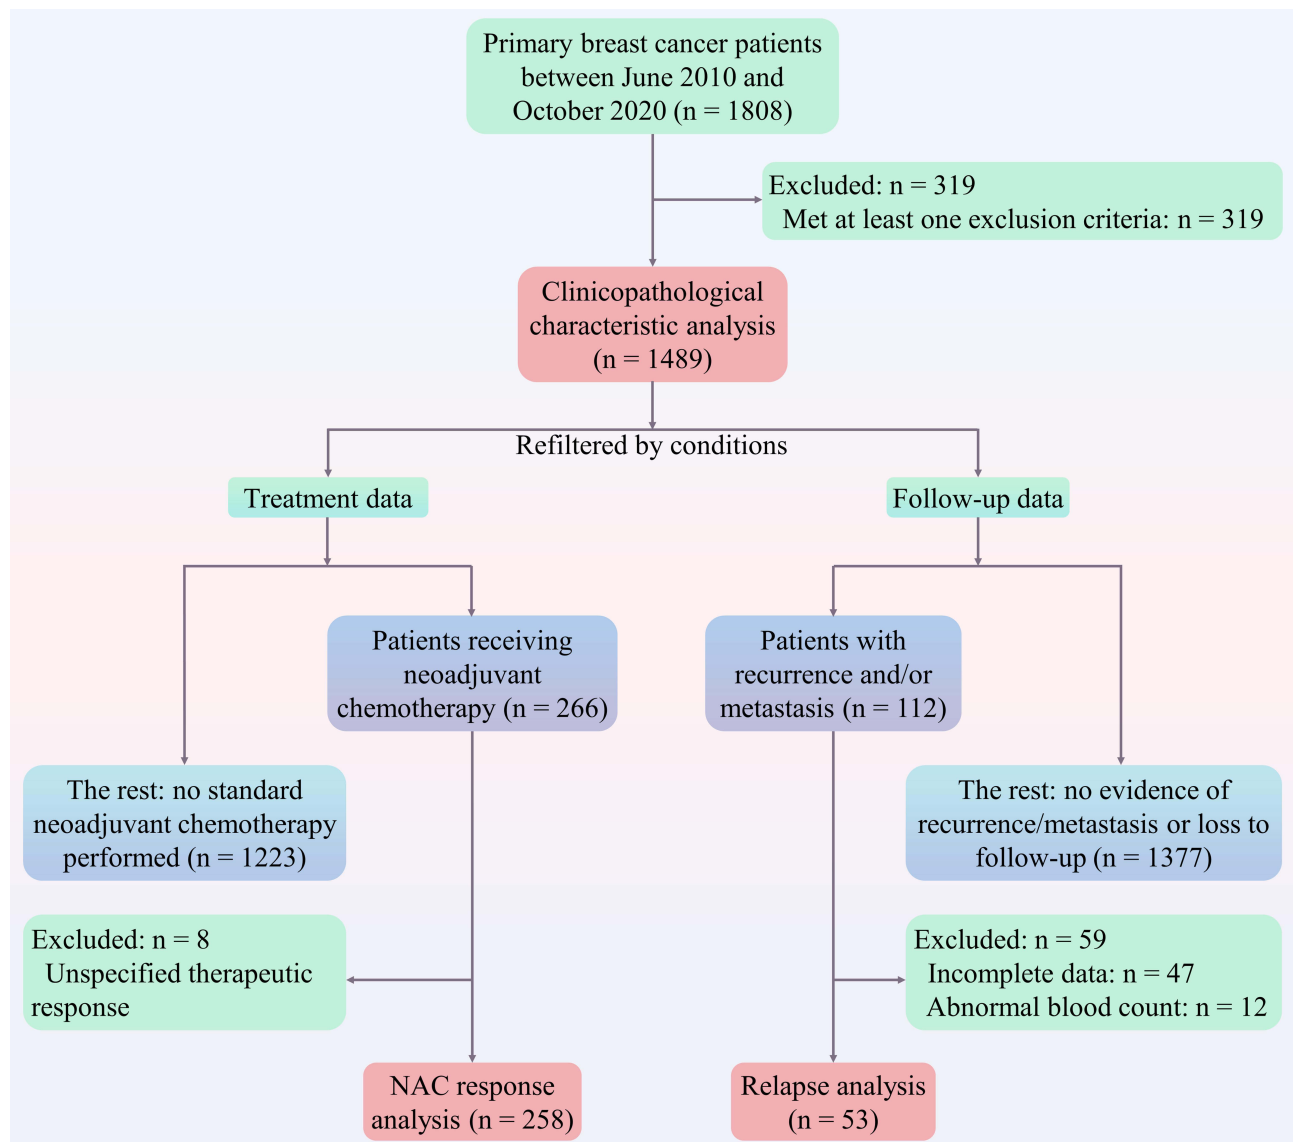 Primary breast cancer patients
between June 2010 and
October 2020 (n = 1808)
Excluded: n = 319
Met at least one exclusion criteria: n = 319
Clinicopathological
characteristic analysis
(n = 1489)
Refiltered by conditions
Treatment data
Follow-up data
Patients receiving
neoadjuvant
chemotherapy (n = 266)
Patients with
recurrence and/or
metastasis (n = 112)
The rest: no standard
neoadjuvant chemotherapy
performed (n = 1223)
The rest: no evidence of
recurrence/metastasis or loss to
follow-up (n = 1377)
Excluded: n = 8
Unspecified therapeutic
response
Excluded: n = 59
Incomplete data: n = 47
Abnormal blood count: n = 12
NAC response
analysis (n = 258)
Relapse analysis
(n = 53)